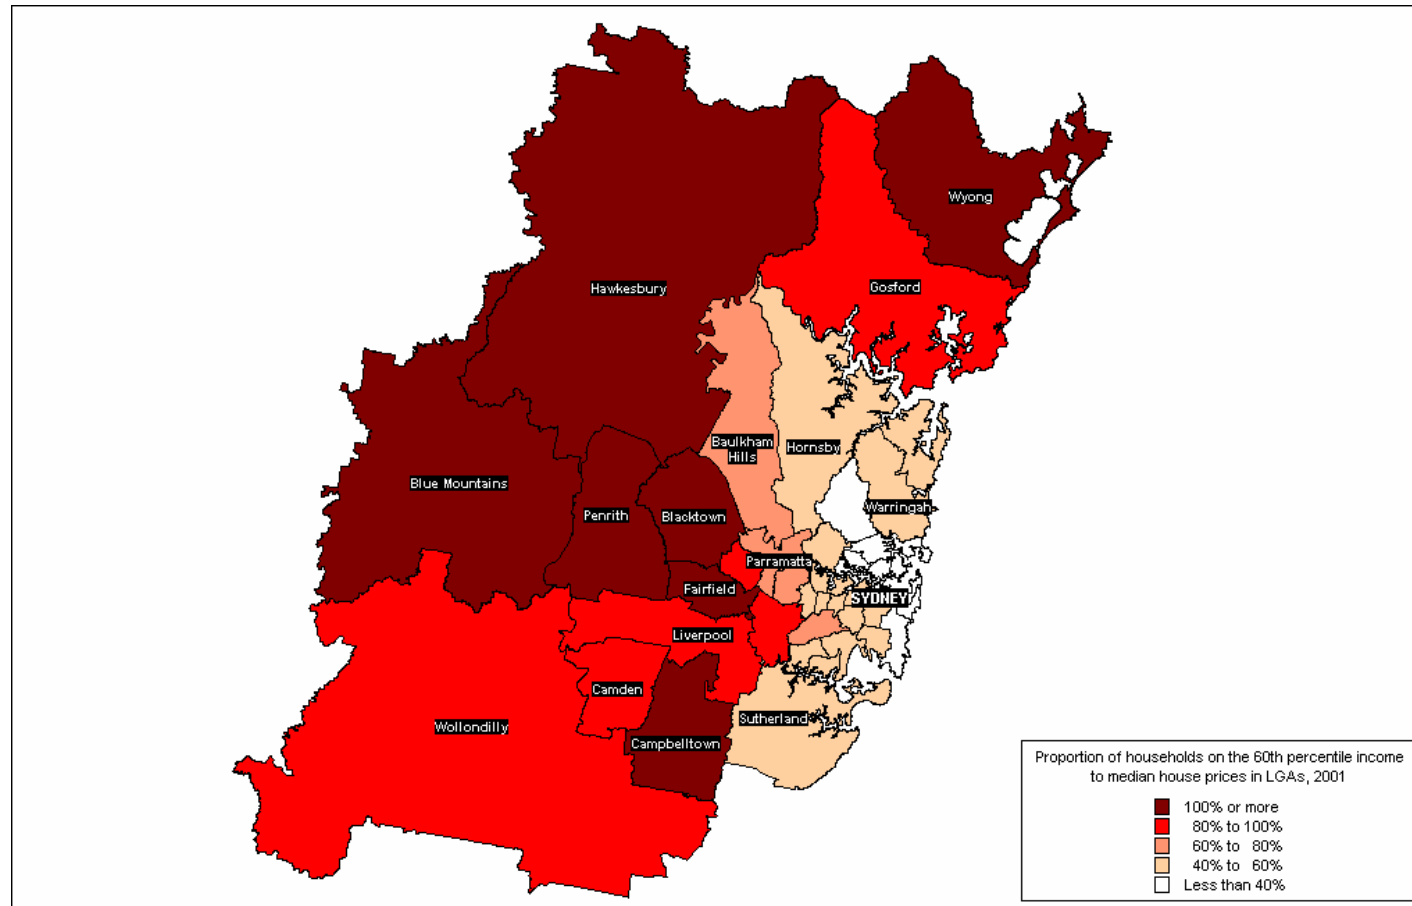 Wyong
Hawkesbury
Gosford
Baulkham
Hills
Hornsby
Blue Mountains
Penrith
Blacktown
Warringah
Parramatta
Fairfield
SYDNEY
Liverpool
Camden
Wollondilly
Sutherland
Campbelltown
Proportion of households on the 60th percentile income
to median house prices in LGAs, 2001
100% or more
80% to 100%
60% to 80%
40% to 60%
Less than 40%